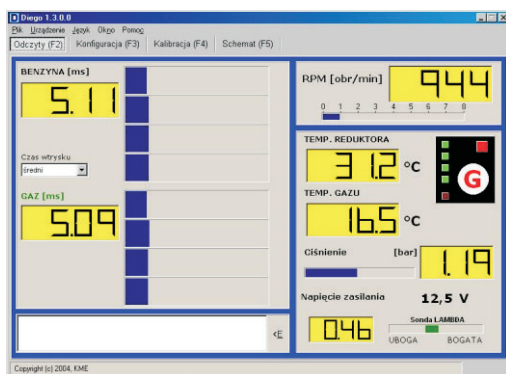 Diego 1.3.0.0
Plik Urządzenie Język Okno Pomoc
Odczyty (F2) Konfiguracja (F3) Kalibracja (F4) Schemat (F5)
BENZYNA [ms]
5.11
Czas wtrysku
średni
GAZ [ms]
5.09
<E
RPM [obr/min]
944
0 1 2 3 4 5 6 7 8
TEMP. REDUKTORA
31.2 °C
G
TEMP. GAZU
16.5 °C
Ciśnienie [bar]
1.19
Napięcie zasilania 12,5 V
0.46
Sonda LAMBDA
UBOGA BOGATA
Copyright (c) 2004, KME